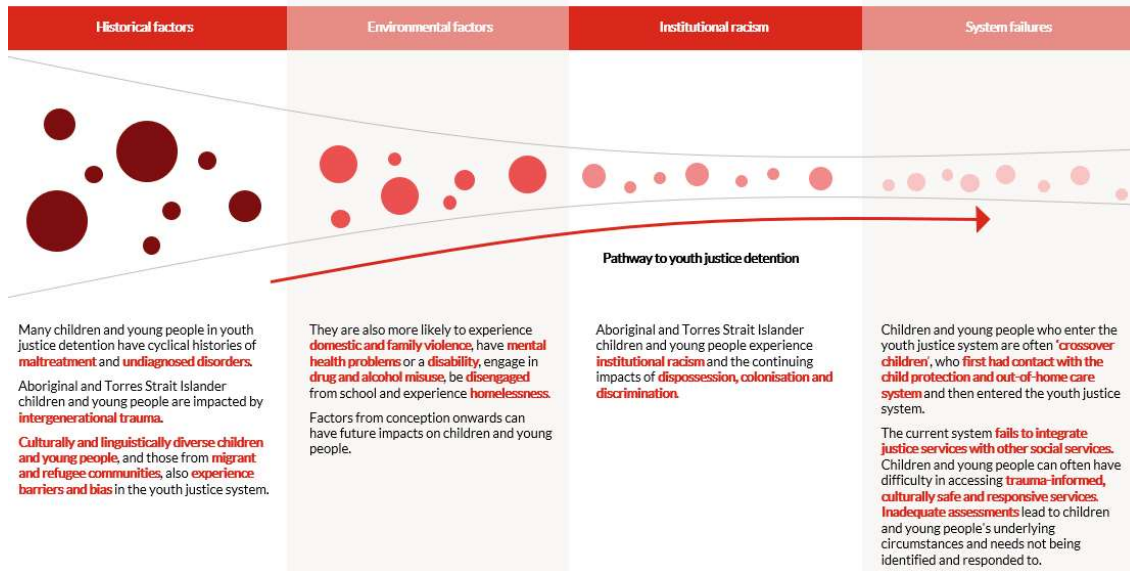 Historical factors
Environmental factors
Institutional racism
System failures
Pathway to youth justice detention
Many children and young people in youth
justice detention have cyclical histories of
maltreatment and undiagnosed disorders.
Aboriginal and Torres Strait Islander
children and young people are impacted by
intergenerational trauma.
Culturally and linguistically diverse children
and young people, and those from migrant
and refugee communities, also experience
barriers and bias in the youth justice system.
They are also more likely to experience
domestic and family violence, have mental
health problems or a disability, engage in
drug and alcohol misuse, be disengaged
from school and experience homelessness.
Factors from conception onwards can
have future impacts on children and young
people.
Aboriginal and Torres Strait Islander
children and young people experience
institutional racism and the continuing
impacts of dispossession, colonisation and
discrimination.
Children and young people who enter the
youth justice system are often ‘crossover
children’, who first had contact with the
child protection and out-of-home care
system and then entered the youth justice
system.
The current system fails to integrate
justice services with other social services.
Children and young people can often have
difficulty in accessing trauma-informed,
culturally safe and responsive services.
Inadequate assessments lead to children
and young people's underlying
circumstances and needs not being
identified and responded to.